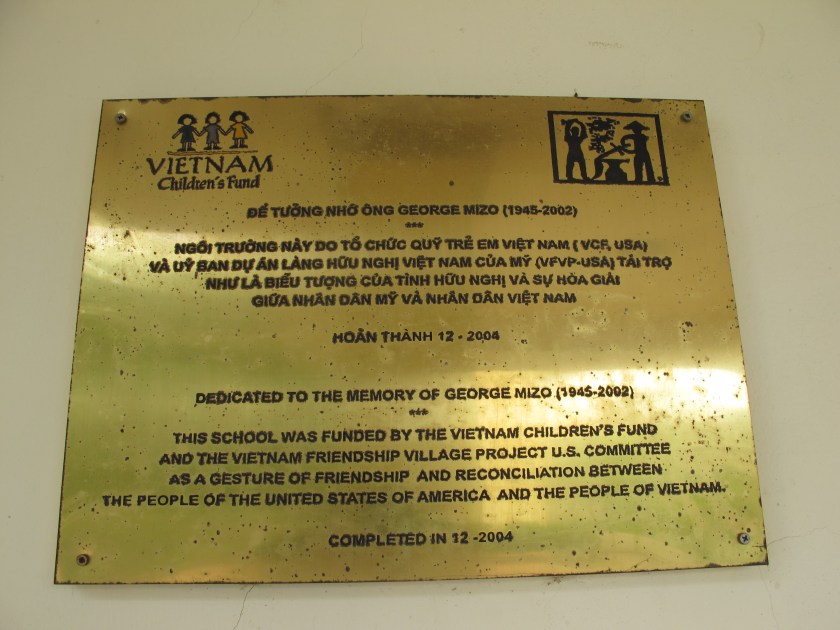 VIETNAM
Children's Fund
ĐỂ TƯỞNG NHỚ ÔNG GEORGE MIZO (1945-2002)
***
NGÔI TRƯỜNG NÀY DO TỔ CHỨC QUỸ TRẺ EM VIỆT NAM ( VCF, USA)
VÀ UỶ BAN DỰ ÁN LÀNG HỮU NGHỊ VIỆT NAM CỦA MỸ (VFVP-USA) TÀI TRỢ
NHƯ LÀ BIỂU TƯỢNG CỦA TÌNH HỮU NGHỊ VÀ SỰ HÒA GIẢI
GIỮA NHÂN DÂN MỸ VÀ NHÂN DÂN VIỆT NAM
HOÀN THÀNH 12 - 2004
DEDICATED TO THE MEMORY OF GEORGE MIZO (1945-2002)
***
THIS SCHOOL WAS FUNDED BY THE VIETNAM CHILDREN'S FUND
AND THE VIETNAM FRIENDSHIP VILLAGE PROJECT U.S. COMMITTEE
AS A GESTURE OF FRIENDSHIP AND RECONCILIATION BETWEEN
THE PEOPLE OF THE UNITED STATES OF AMERICA AND THE PEOPLE OF VIETNAM.
COMPLETED IN 12 -2004